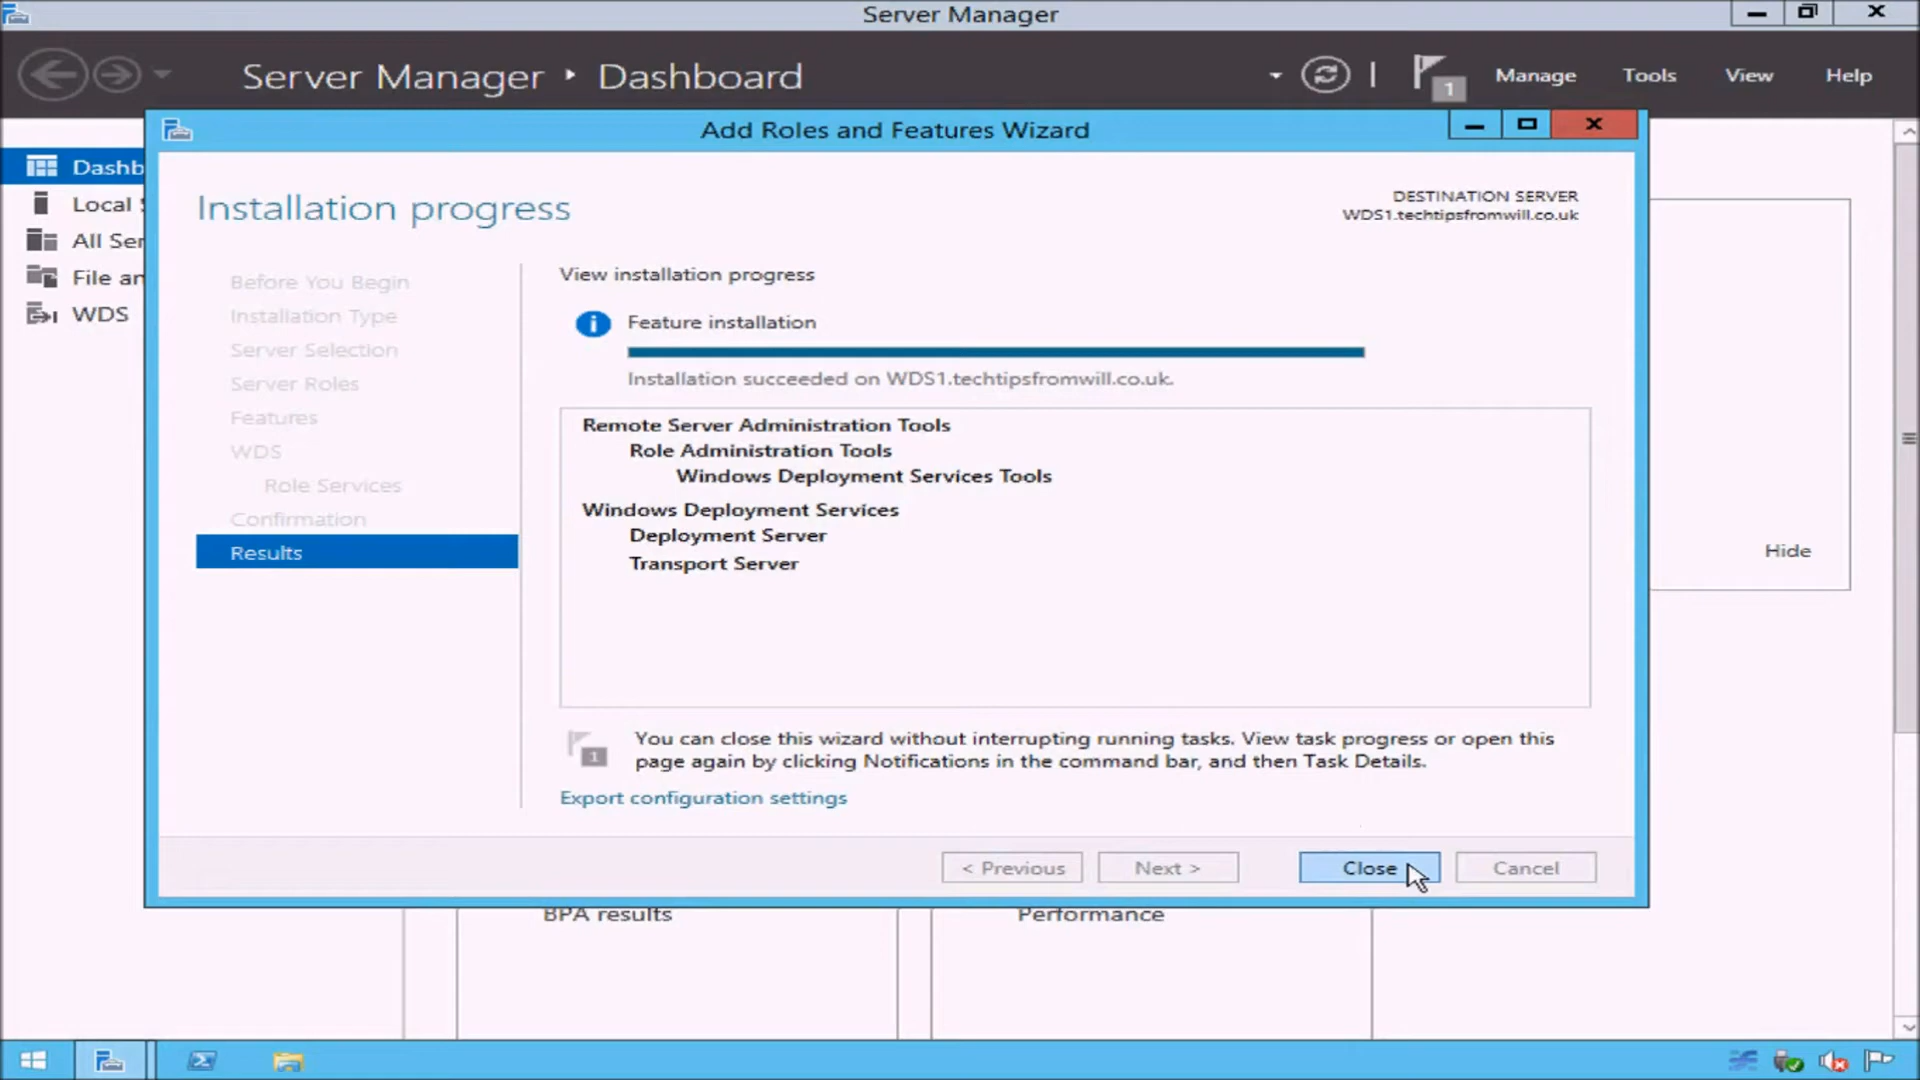 Server Manager
Server Manager ‣ Dashboard
1
Manage
Tools
View
Help
Add Roles and Features Wizard
Dashb
Local
All Ser
File an
WDS
Installation progress
DESTINATION SERVER
WDS1.techtipsfromwill.co.uk
Before You Begin
Installation Type
Server Selection
Server Roles
Features
WDS
Role Services
Confirmation
Results
View installation progress
Feature installation
Installation succeeded on WDS1.techtipsfromwill.co.uk.
Remote Server Administration Tools
Role Administration Tools
Windows Deployment Services Tools
Windows Deployment Services
Deployment Server
Transport Server
Hide
1
You can close this wizard without interrupting running tasks. View task progress or open this
page again by clicking Notifications in the command bar, and then Task Details.
Export configuration settings
< Previous
Next >
Close
Cancel
BPA results
Performance